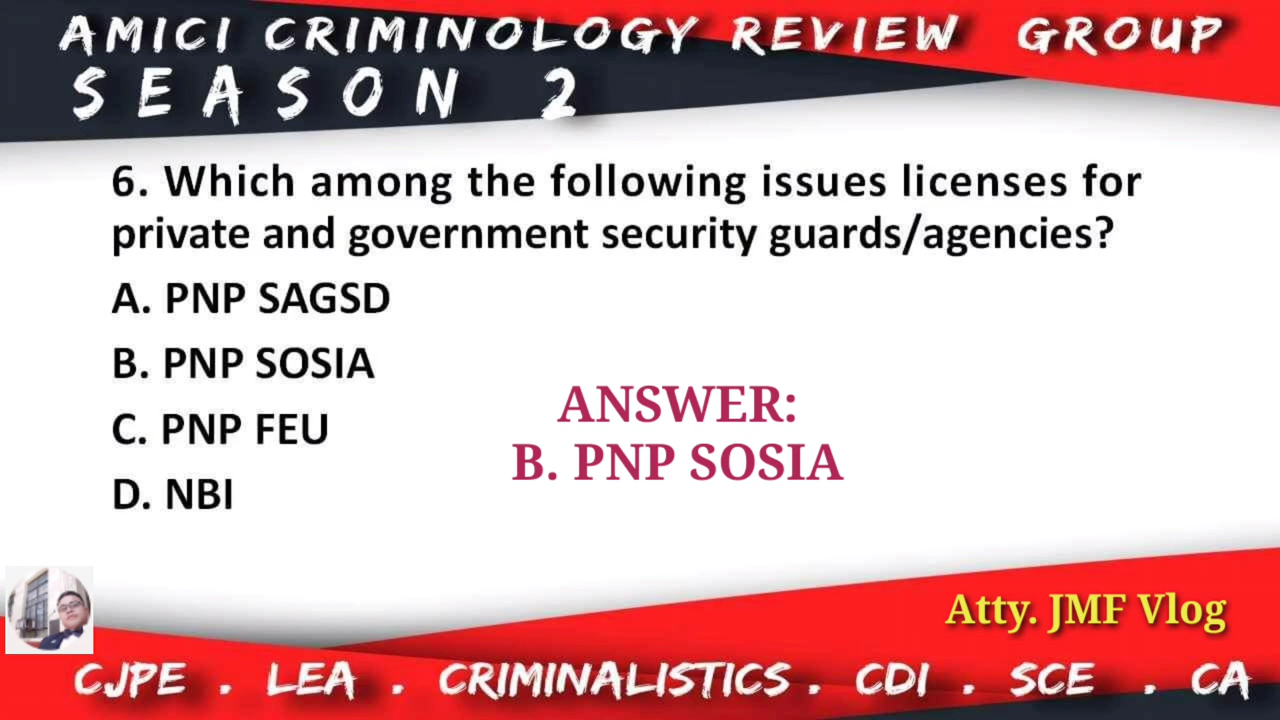 AMICI CRIMINOLOGY REVIEW GROUP
SEASON 2
6. Which among the following issues licenses for
private and government security guards/agencies?
A. PNP SAGSD
B. PNP SOSIA
C. PNP FEU
D. NBI
ANSWER:
B. PNP SOSIA
Atty. JMF Vlog
CJPE . LEA . CRIMINALISTICS . CDI . SCE . CA